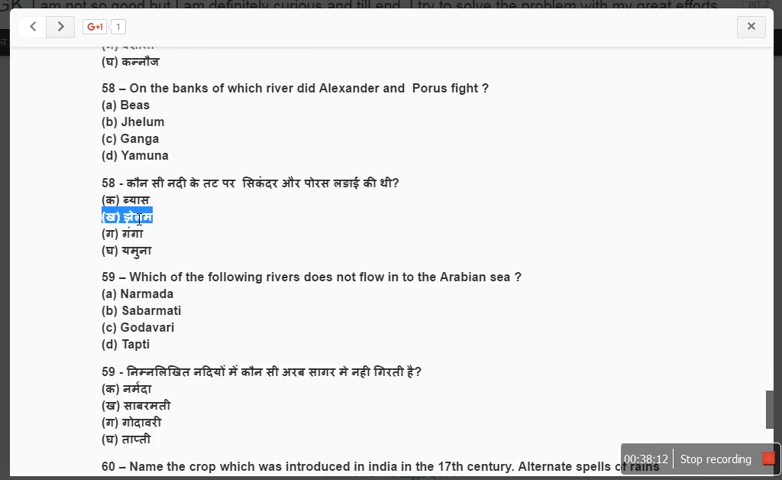 GK. I am not so good but I am definitely curious and till end, I try to solve the problem with my great efforts
G+1 1
(घ) कन्नौज
58 – On the banks of which river did Alexander and Porus fight ?
(a) Beas
(b) Jhelum
(c) Ganga
(d) Yamuna
58 - कौन सी नदी के तट पर सिकंदर और पोरस लडाई की थी?
(क) ब्यास
(ख) झेलम
(ग) गंगा
(घ) यमुना
59 – Which of the following rivers does not flow in to the Arabian sea ?
(a) Narmada
(b) Sabarmati
(c) Godavari
(d) Tapti
59 - निम्नलिखित नदियों में कौन सी अरब सागर मे नही गिरती है?
(क) नर्मदा
(ख) साबरमती
(ग) गोदावरी
(घ) ताप्ती
60 – Name the crop which was introduced in india in the 17th century. Alternate spells of rains
00:38:12 Stop recording